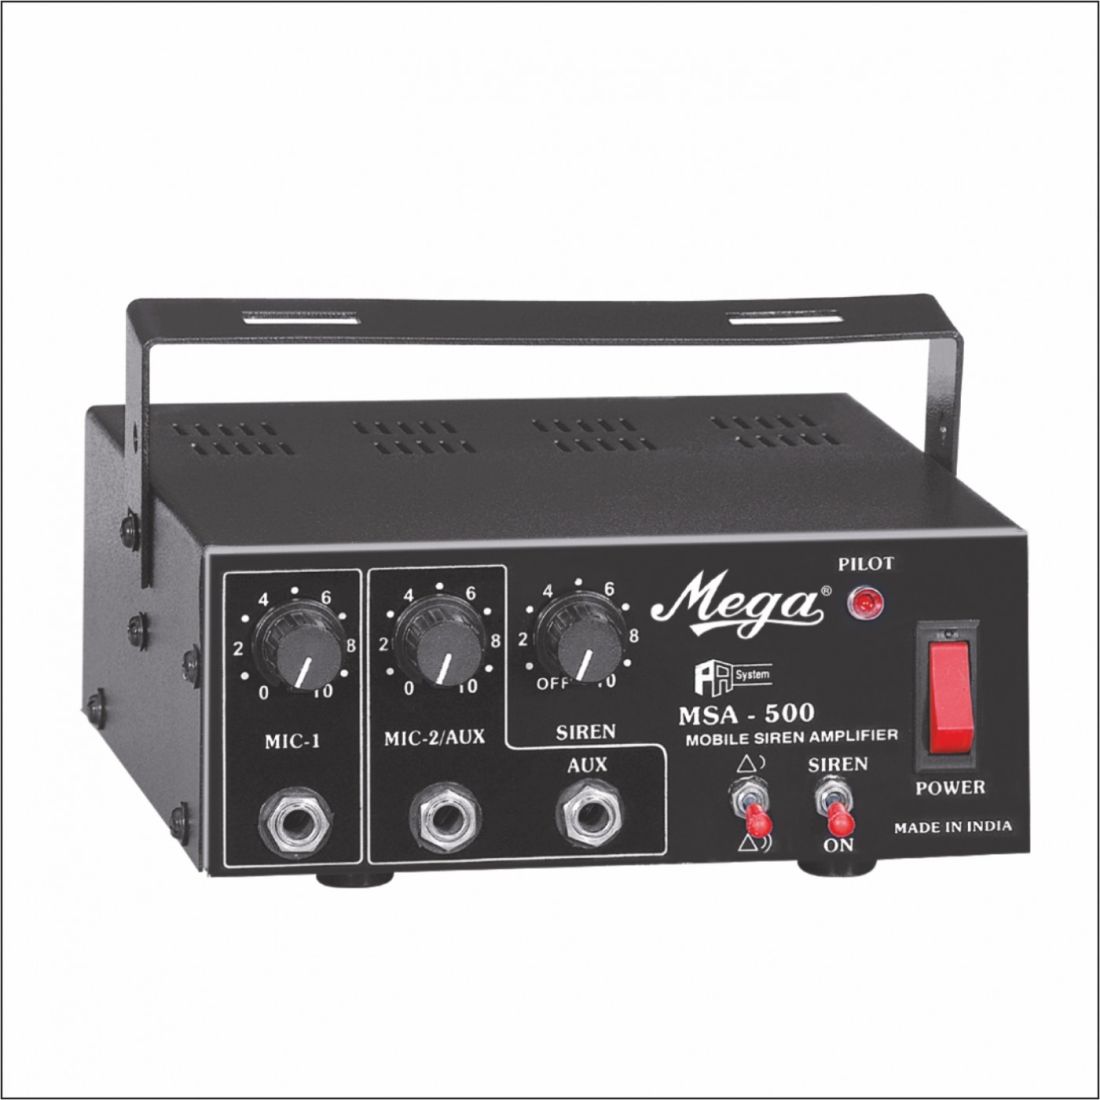 PILOT
Mega®
PA System
MSA - 500
MOBILE SIREN AMPLIFIER
0 2 4 6 8 10
MIC-1
0 2 4 6 8 10
MIC-2/AUX
OFF 2 4 6 8 10
SIREN
AUX
SIREN
ON
POWER
MADE IN INDIA